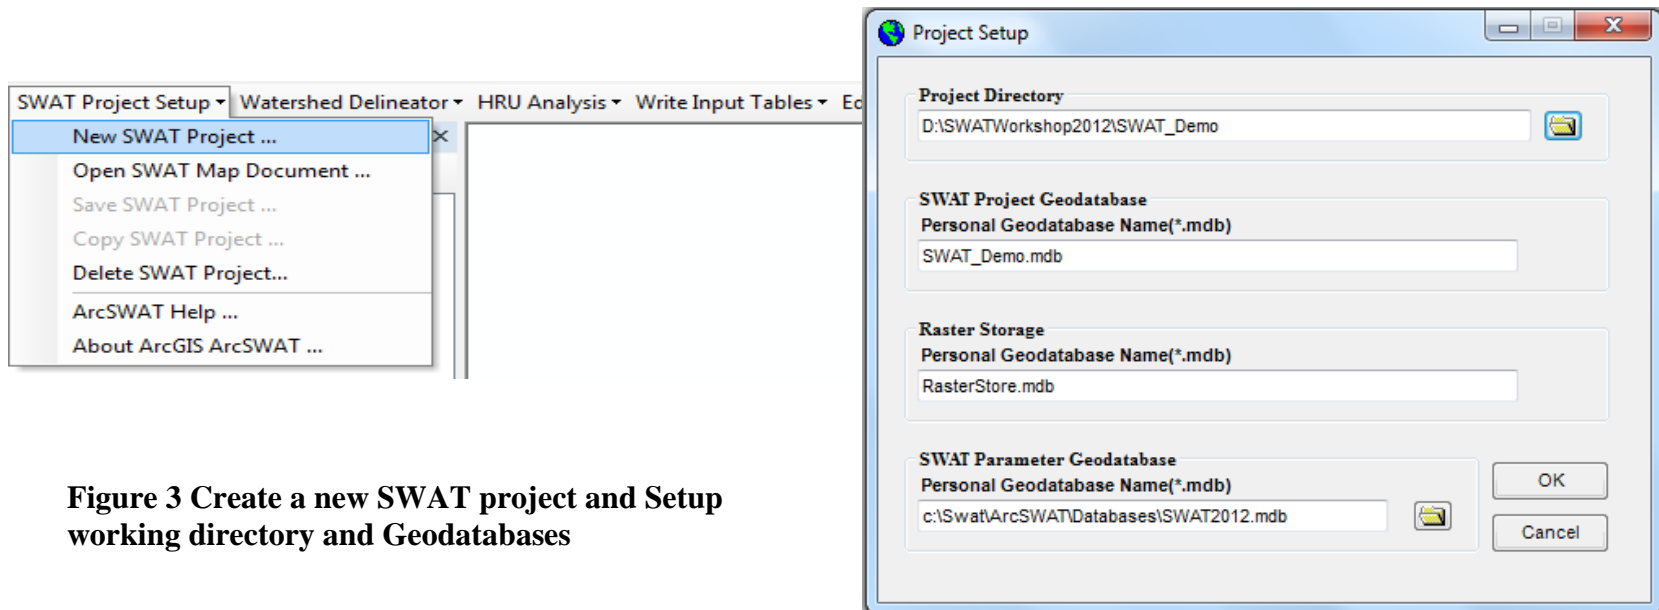 SWAT Project Setup Watershed Delineator HRU Analysis Write Input Tables Ed
New SWAT Project ...
Open SWAT Map Document ...
Save SWAT Project ...
Copy SWAT Project ...
Delete SWAT Project...
ArcSWAT Help ...
About ArcGIS ArcSWAT ...
Figure 3 Create a new SWAT project and Setup
working directory and Geodatabases
Project Setup
Project Directory
D:\SWATWorkshop2012\SWAT_Demo
SWAT Project Geodatabase
Personal Geodatabase Name(*.mdb)
SWAT_Demo.mdb
Raster Storage
Personal Geodatabase Name(*.mdb)
RasterStore.mdb
SWAT Parameter Geodatabase
Personal Geodatabase Name(*.mdb)
c:\Swat\ArcSWAT\Databases\SWAT2012.mdb
OK
Cancel